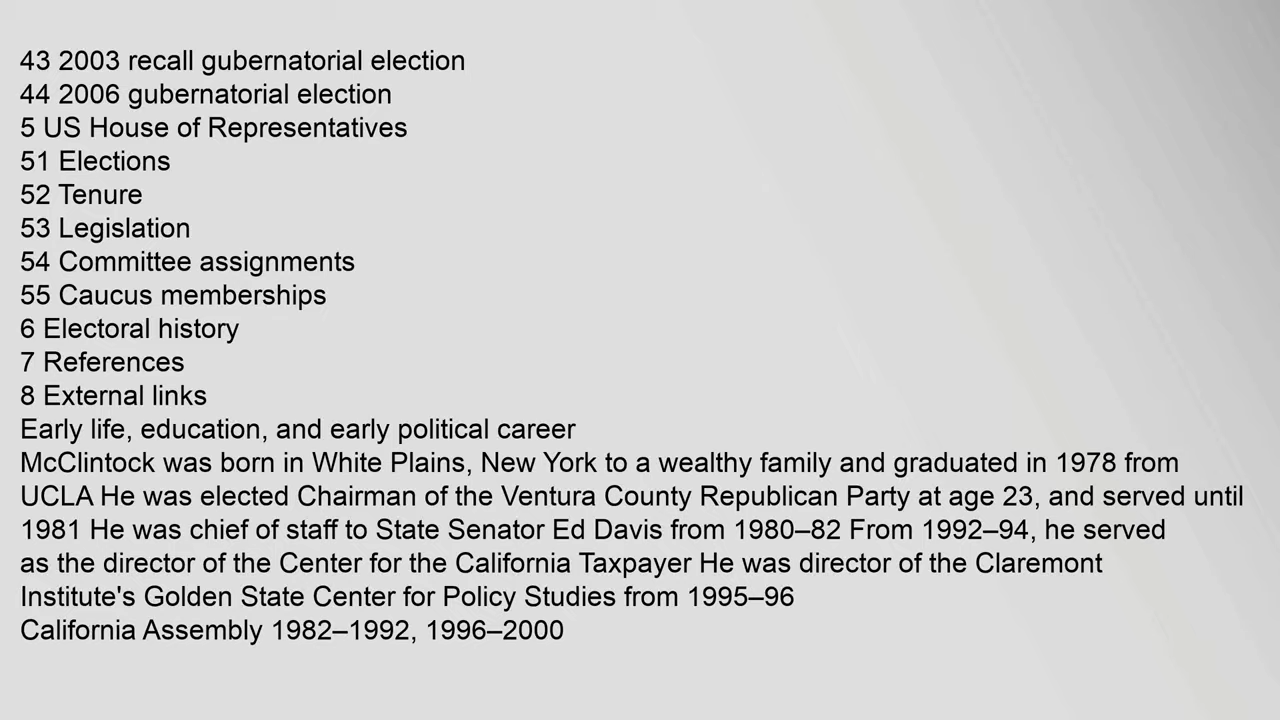 43 2003 recall gubernatorial election
44 2006 gubernatorial election
5 US House of Representatives
51 Elections
52 Tenure
53 Legislation
54 Committee assignments
55 Caucus memberships
6 Electoral history
7 References
8 External links
Early life, education, and early political career
McClintock was born in White Plains, New York to a wealthy family and graduated in 1978 from
UCLA He was elected Chairman of the Ventura County Republican Party at age 23, and served until
1981 He was chief of staff to State Senator Ed Davis from 1980–82 From 1992–94, he served
as the director of the Center for the California Taxpayer He was director of the Claremont
Institute's Golden State Center for Policy Studies from 1995–96
California Assembly 1982–1992, 1996–2000